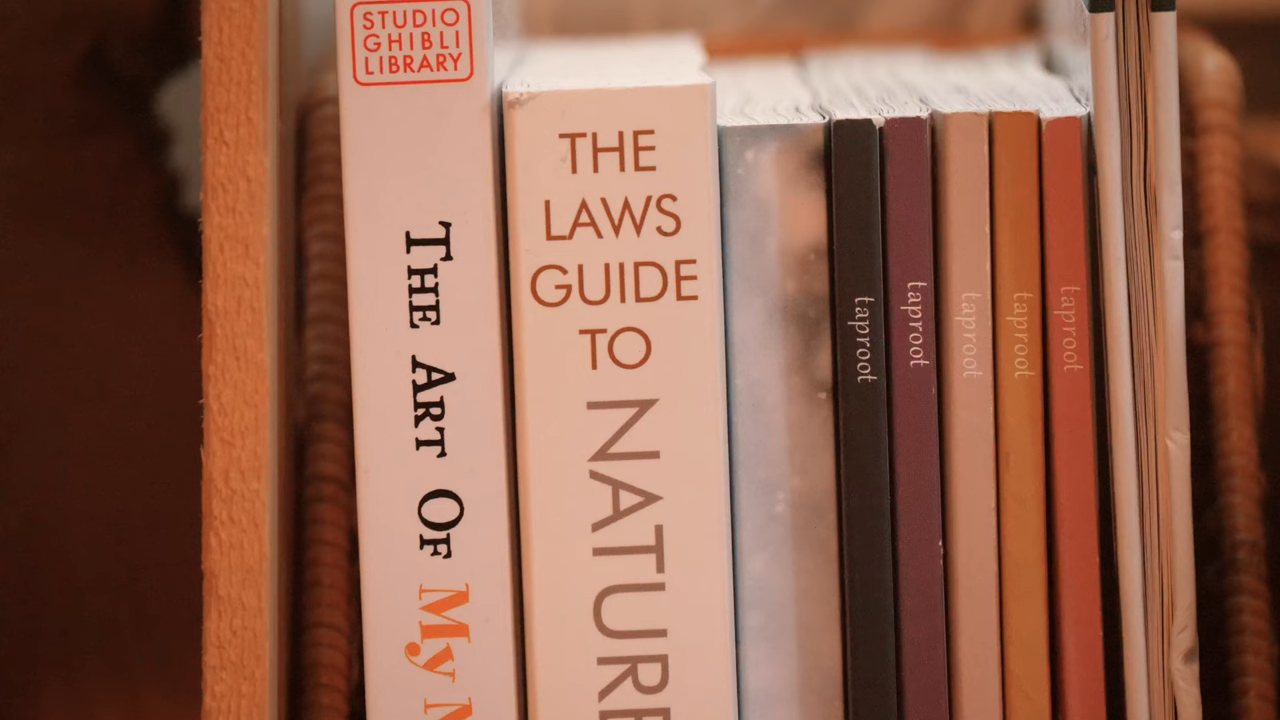 STUDIO
GHIBLI
LIBRARY
THE ART OF My
THE
LAWS
GUIDE
TO
NATURE
taproot
taproot
taproot
taproot
taproot